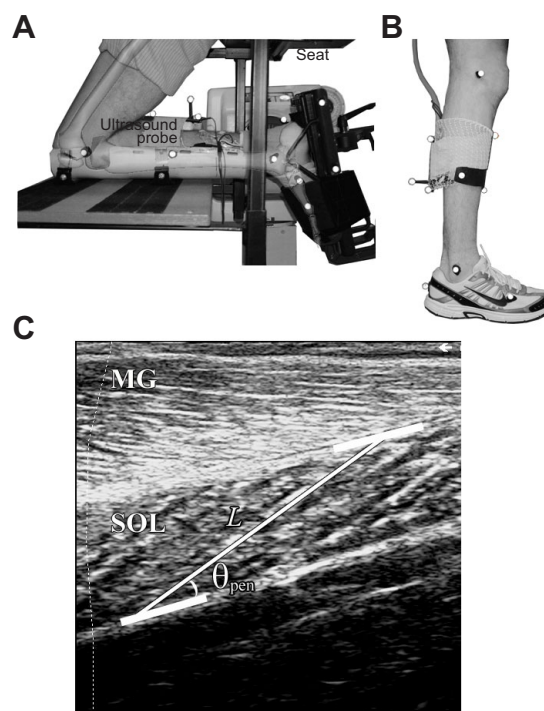 A
B
Seat
Ultrasound
probe
C
MG
SOL
L
θpen